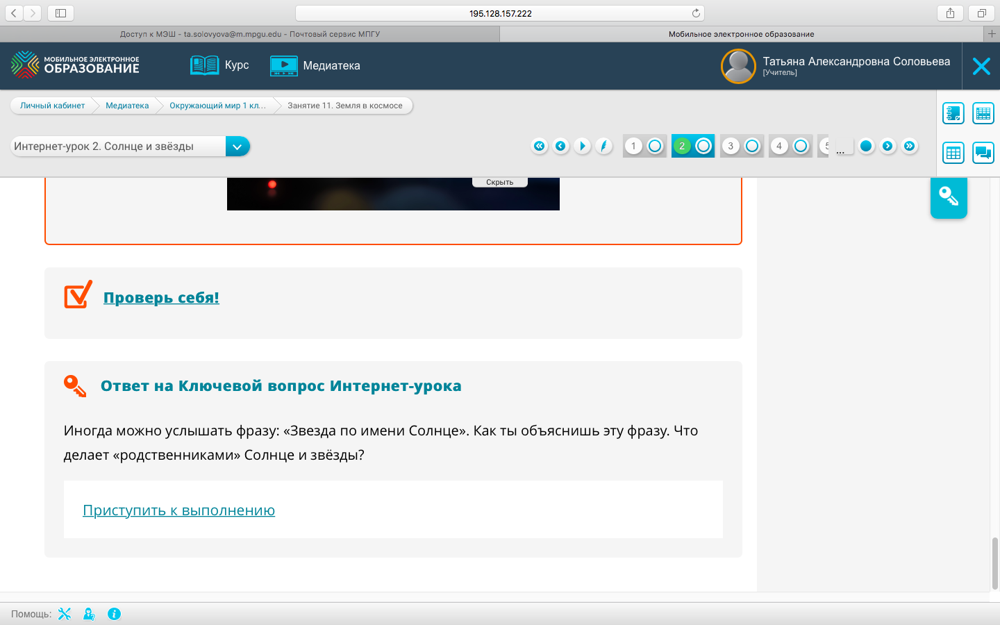 195.128.157.222
Доступ к МЭШ - ta.solovyova@m.mpgu.edu - Почтовый сервис МПГУ
Мобильное электронное образование
МОБИЛЬНОЕ ЭЛЕКТРОННОЕ
ОБРАЗОВАНИЕ
Курс
Медиатека
Татьяна Александровна Соловьева
[Учитель]
Личный кабинет
Медиатека
Окружающий мир 1 кл...
Занятие 11. Земля в космосе
Интернет-урок 2. Солнце и звёзды
1
2
3
4
5
...
Скрыть
Проверь себя!
Ответ на Ключевой вопрос Интернет-урока
Иногда можно услышать фразу: «Звезда по имени Солнце». Как ты объяснишь эту фразу. Что
делает «родственниками» Солнце и звёзды?
Приступить к выполнению
Помощь: